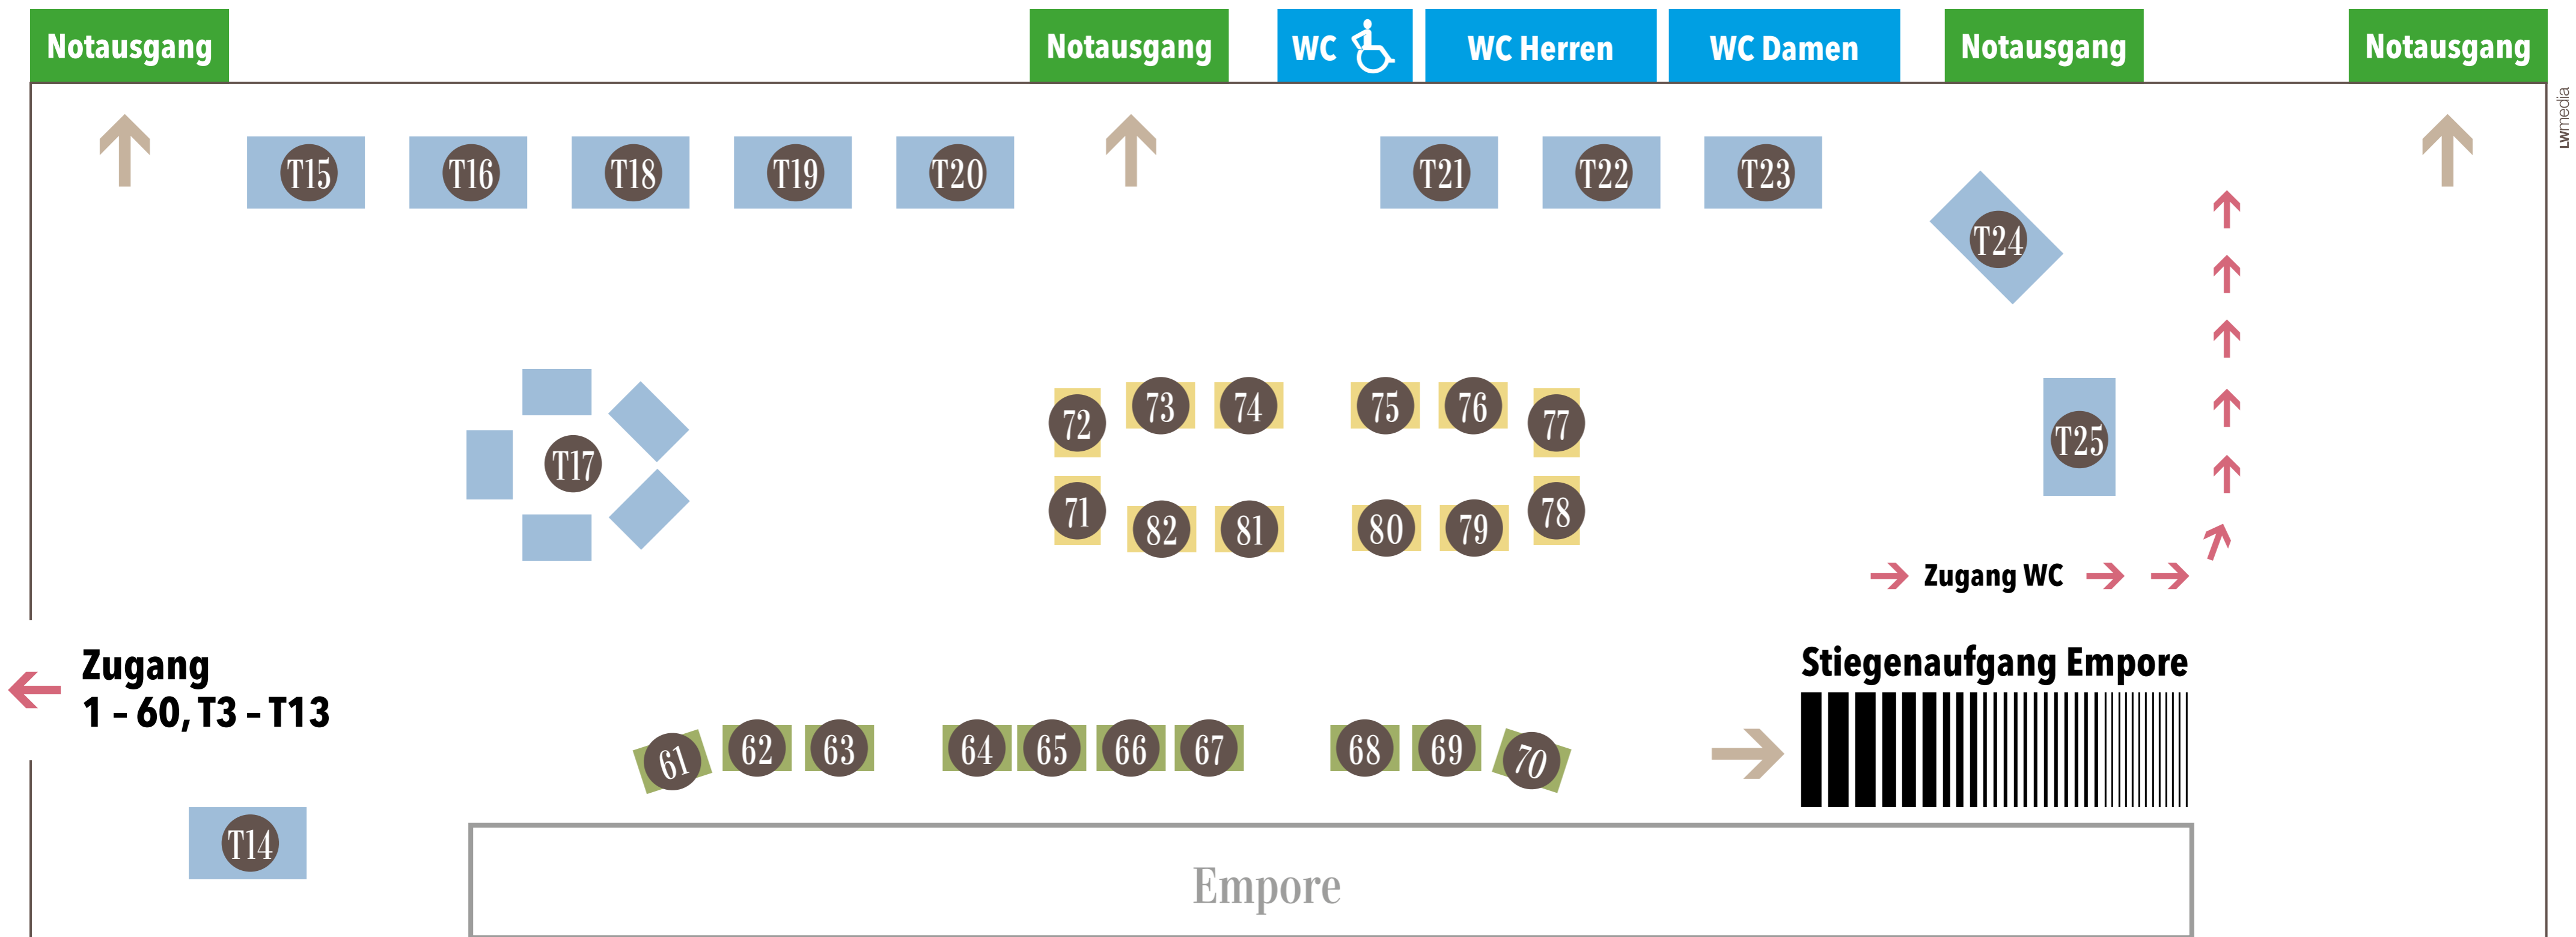 Notausgang
Notausgang
WC
WC Herren
WC Damen
Notausgang
Notausgang
LWmedia
T15
T16
T18
T19
T20
T21
T22
T23
T24
T17
72
73
74
75
76
77
T25
71
82
81
80
79
78
Zugang WC
Zugang
1 – 60, T3 – T13
Stiegenaufgang Empore
61
62
63
64
65
66
67
68
69
70
T14
Empore